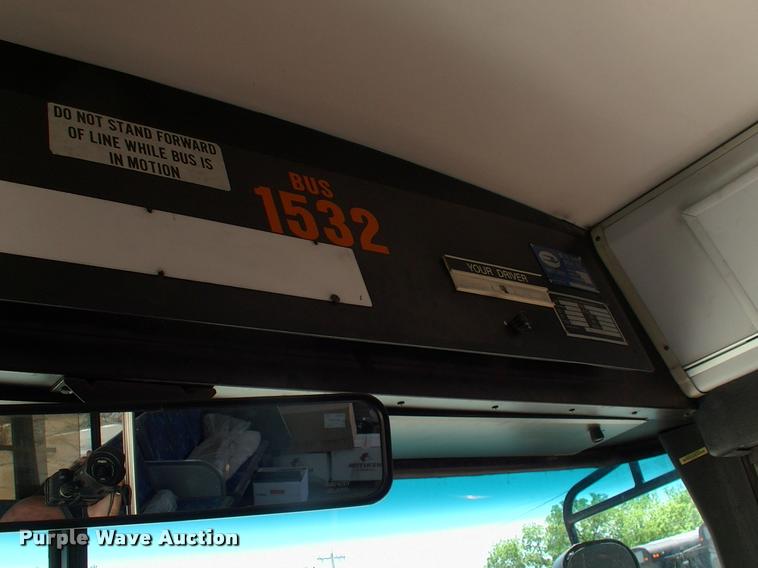 DO NOT STAND FORWARD
OF LINE WHILE BUS IS
IN MOTION
BUS
1532
YOUR DRIVER
Purple Wave Auction